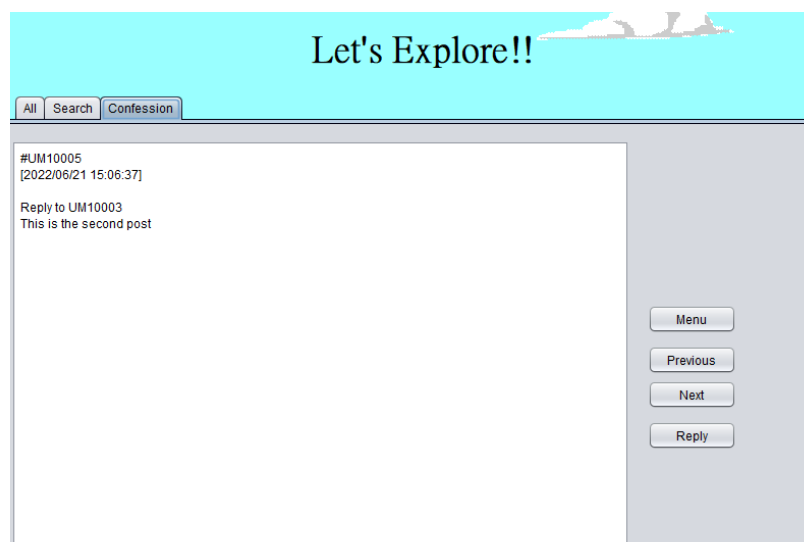 Let's Explore!!
All Search Confession
#UM10005
[2022/06/21 15:06:37]
Reply to UM10003
This is the second post
Menu
Previous
Next
Reply